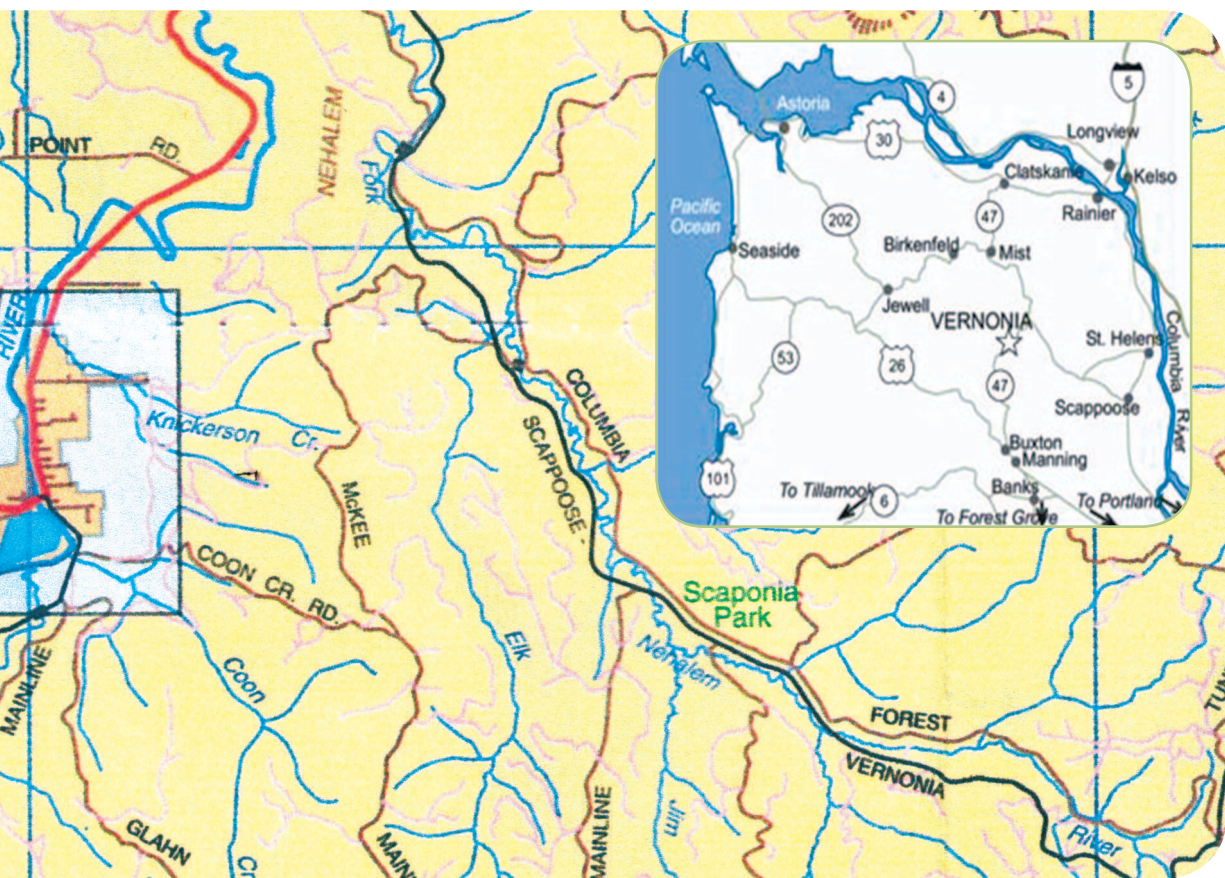 POINT
RD.
NEHALEM
Fork
RIVER
Knickerson Cr.
McKEE
COON CR. RD.
MAINLINE
Coon
Cr
GLAHN
MAIN
Elk
SCAPPOOSE -
COLUMBIA
Scaponia
Park
Nehalem
Jim
MAINLINE
FOREST
VERNONIA
River
Astoria
4
5
30
Longview
Clatskanie
Kelso
Rainier
Pacific
Ocean
202
47
Seaside
Birkenfeld
Mist
Jewell
VERNONIA
St. Helens
Columbia River
53
26
47
Scappoose
Buxton
Manning
101
To Tillamook
6
Banks
To Portland
To Forest Grove